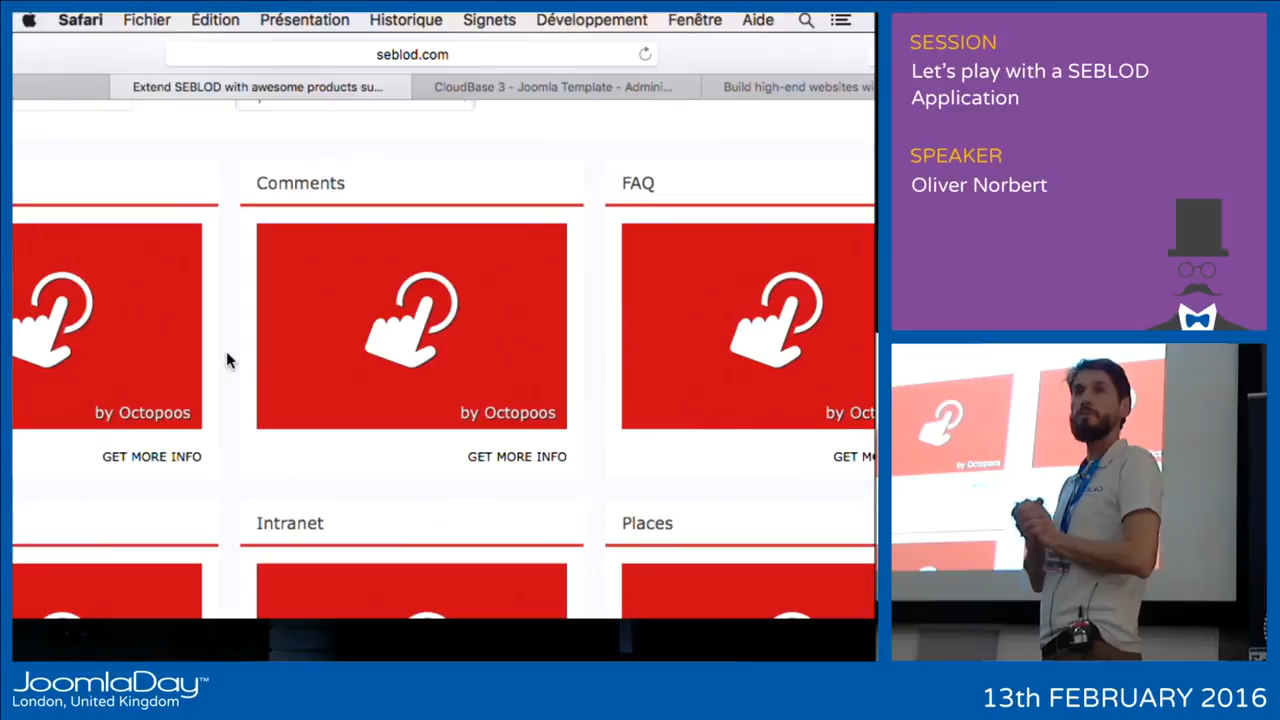 Safari Fichier Édition Présentation Historique Signets Développement Fenêtre Aide
seblod.com
Extend SEBLOD with awesome products su...
CloudBase 3 - Joomla Template - Admini...
Build high-end websites wi
Comments
FAQ
by Octopoos
by Octopoos
by Oct
GET MORE INFO
GET MORE INFO
GET M
Intranet
Places
SESSION
Let's play with a SEBLOD
Application
SPEAKER
Oliver Norbert
by Octopoos
JoomlaDay™
London, United Kingdom
13th FEBRUARY 2016